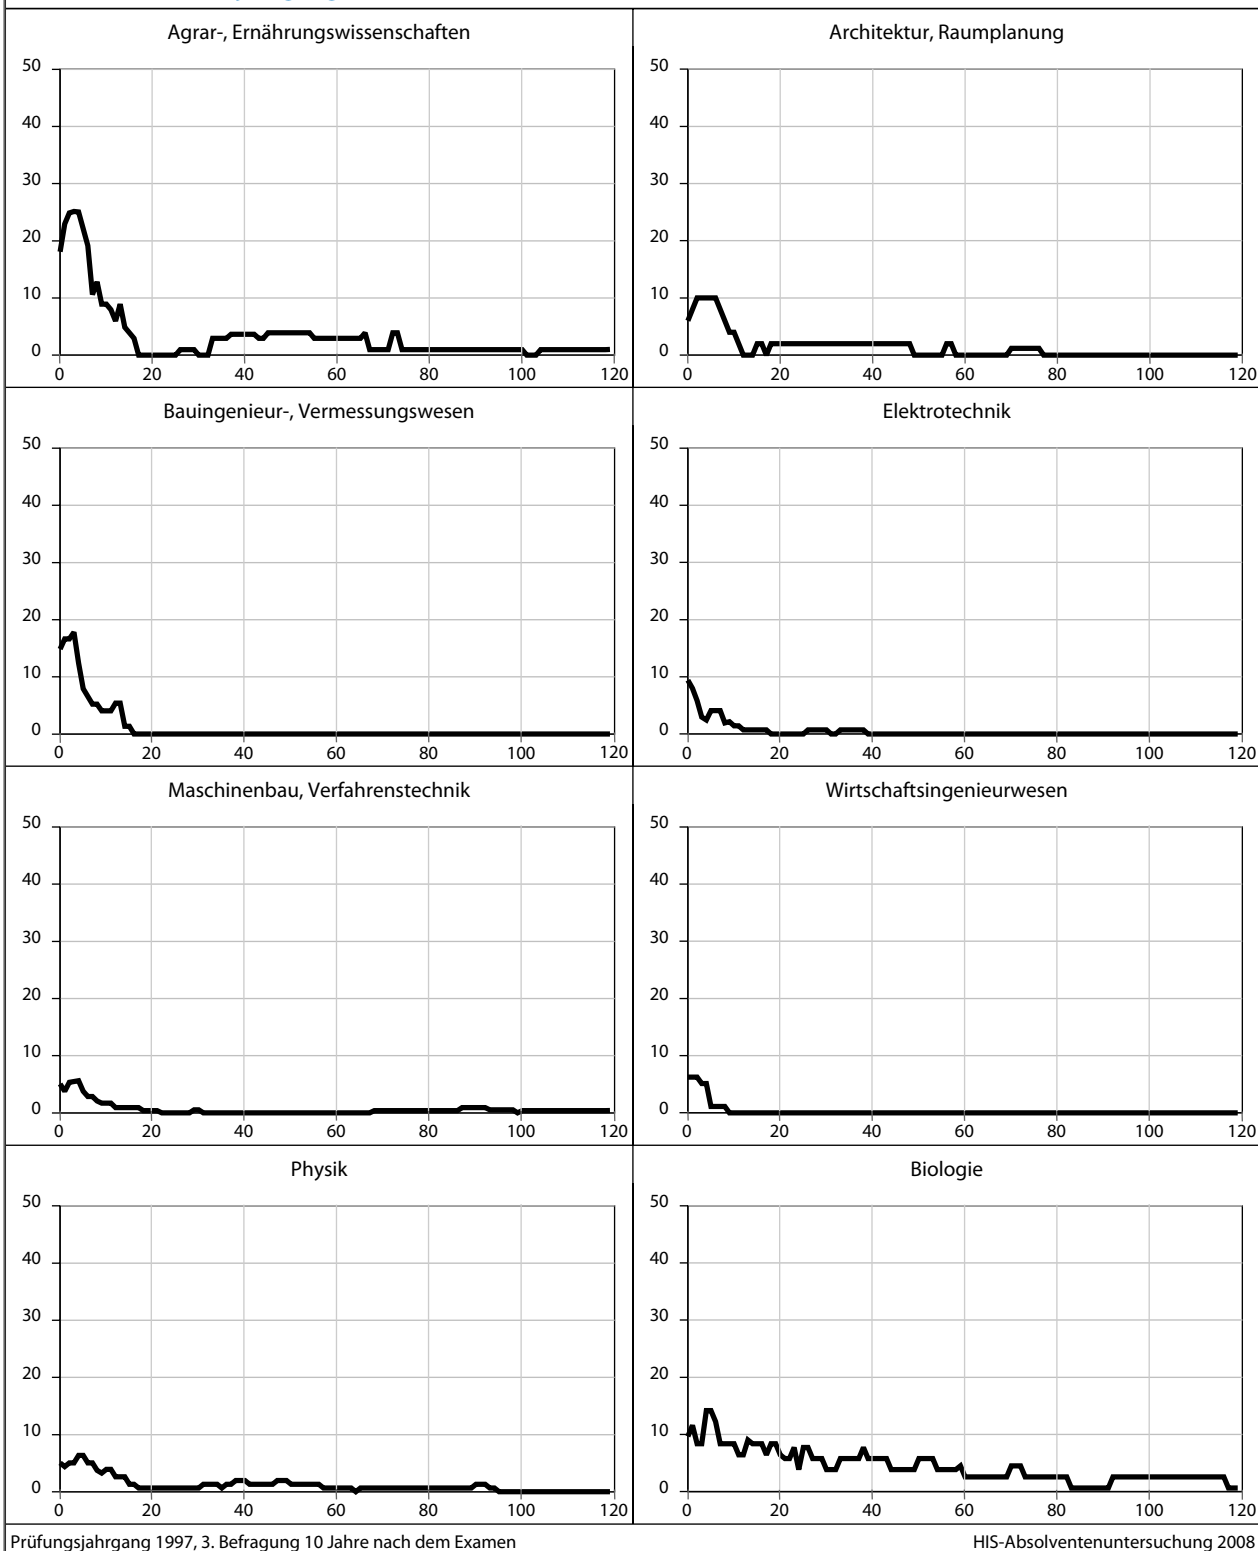 Agrar-, Ernährungswissenschaften
50
40
30
20
10
0
0 20 40 60 80 100 120
Architektur, Raumplanung
50
40
30
20
10
0
0 20 40 60 80 100 120
Bauingenieur-, Vermessungswesen
50
40
30
20
10
0
0 20 40 60 80 100 120
Elektrotechnik
50
40
30
20
10
0
0 20 40 60 80 100 120
Maschinenbau, Verfahrenstechnik
50
40
30
20
10
0
0 20 40 60 80 100 120
Wirtschaftsingenieurwesen
50
40
30
20
10
0
0 20 40 60 80 100 120
Physik
50
40
30
20
10
0
0 20 40 60 80 100 120
Biologie
50
40
30
20
10
0
0 20 40 60 80 100 120
Prüfungsjahrgang 1997, 3. Befragung 10 Jahre nach dem Examen
HIS-Absolventenuntersuchung 2008